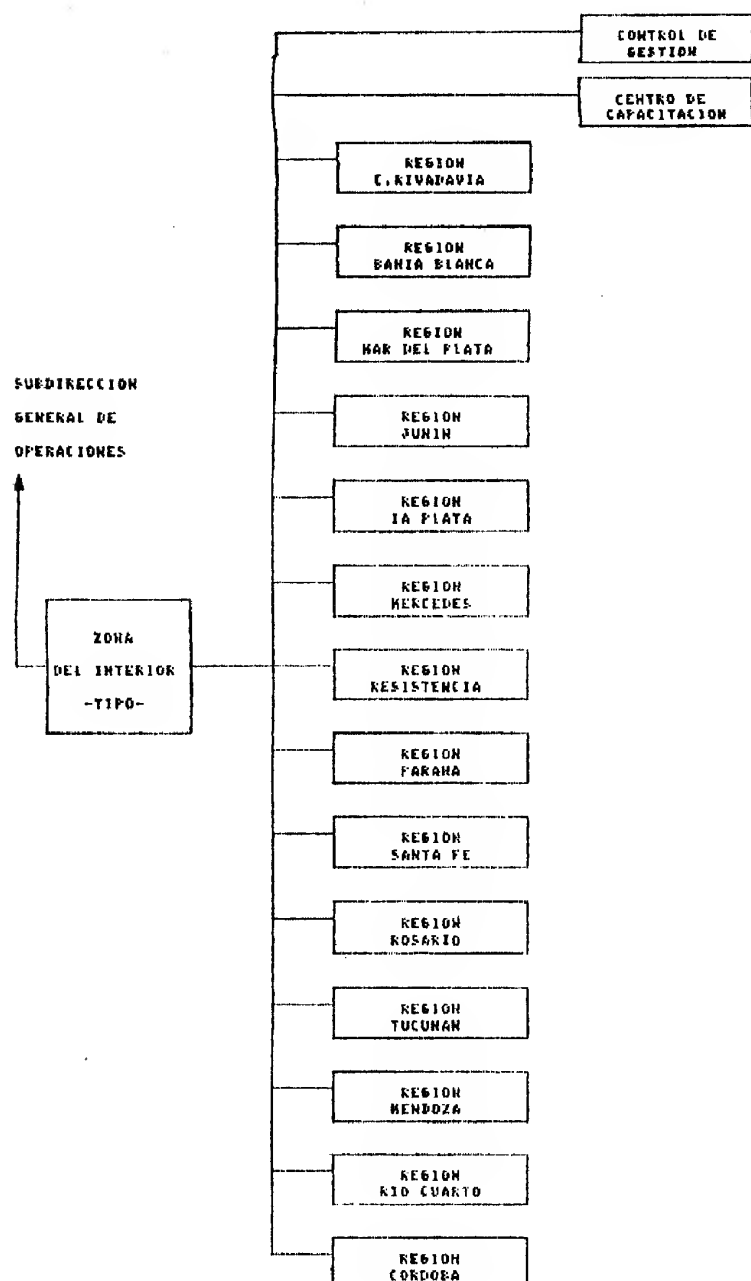 CONTROL DE
GESTION
CENTRO DE
CAPACITACION
REGION
C.RIVADAVIA
REGION
BAHIA BLANCA
REGION
MAR DEL PLATA
SUBDIRECCION
GENERAL DE
OPERACIONES
REGION
JUNIN
REGION
LA PLATA
REGION
MERCEDES
ZONA
DEL INTERIOR
-TIPO-
REGION
RESISTENCIA
REGION
PARANA
REGION
SANTA FE
REGION
ROSARIO
REGION
TUCUMAN
REGION
MENDOZA
REGION
RIO CUARTO
REGION
CORDOBA